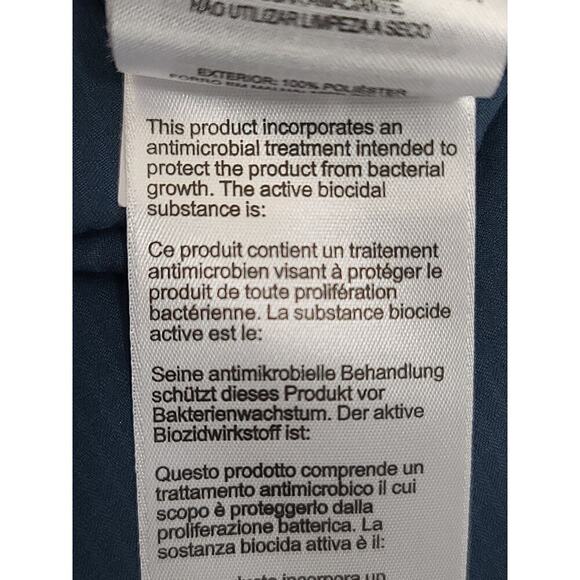 NÃO UTILIZAR LIMPEZA A SECO
EXTERIOR: 100% POLIÉSTER
This product incorporates an
antimicrobial treatment intended to
protect the product from bacterial
growth. The active biocidal
substance is:
Ce produit contient un traitement
antimicrobien visant à protéger le
produit de toute prolifération
bactérienne. La substance biocide
active est le:
Seine antimikrobielle Behandlung
schützt dieses Produkt vor
Bakterienwachstum. Der aktive
Biozidwirkstoff ist:
Questo prodotto comprende un
trattamento antimicrobico il cui
scopo è proteggerlo dalla
proliferazione batterica. La
sostanza biocida attiva è il:
incorpora un